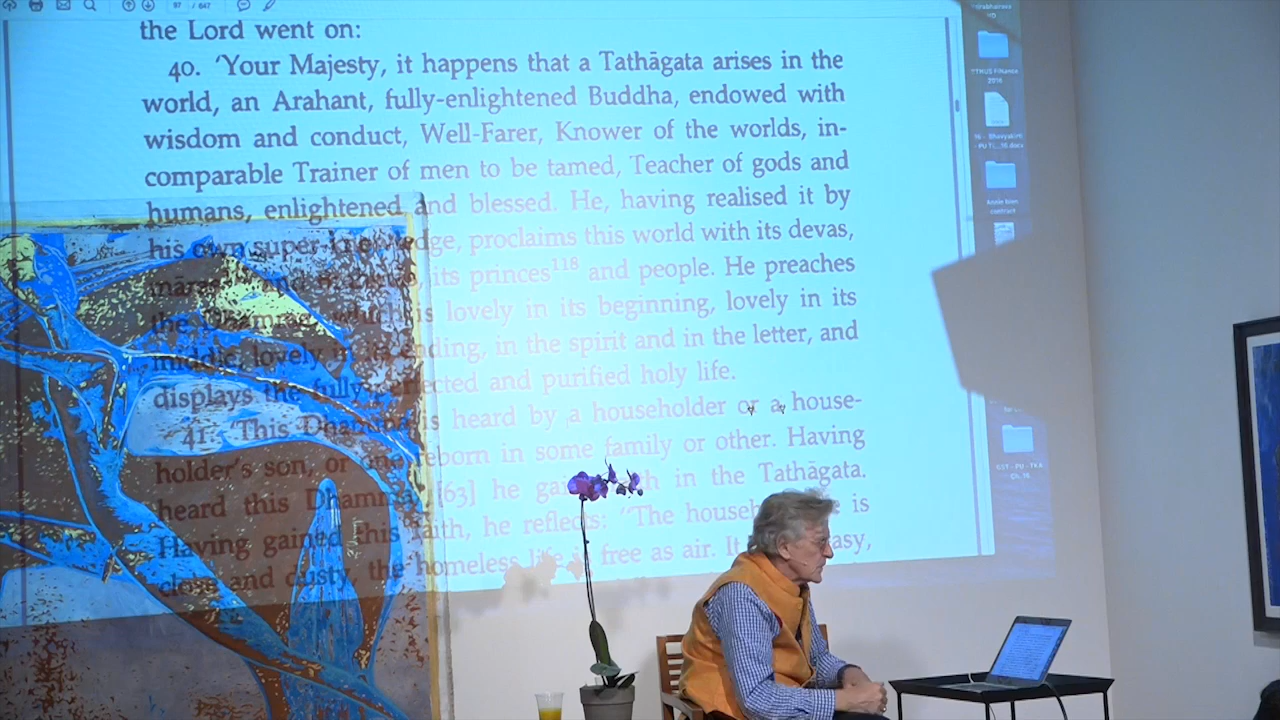 97 / 647
the Lord went on:
40. ‘Your Majesty, it happens that a Tathāgata arises in the
world, an Arahant, fully-enlightened Buddha, endowed with
wisdom and conduct, Well-Farer, Knower of the worlds, in-
comparable Trainer of men to be tamed, Teacher of gods and
humans, enlightened and blessed. He, having realised it by
his own super-knowledge, proclaims this world with its devas,
its princes118 and people. He preaches
the Dhamma, which is lovely in its beginning, lovely in its
middle, lovely in its ending, in the spirit and in the letter, and
displays the fully-perfected and purified holy life.
41. ‘This Dhamma is heard by a householder or a house-
holder's son, or one reborn in some family or other. Having
heard this Dhamma, [63] he gains faith in the Tathāgata.
Having gained this faith, he reflects: “The household life is
close and dusty, the homeless life is free as air. It easy,